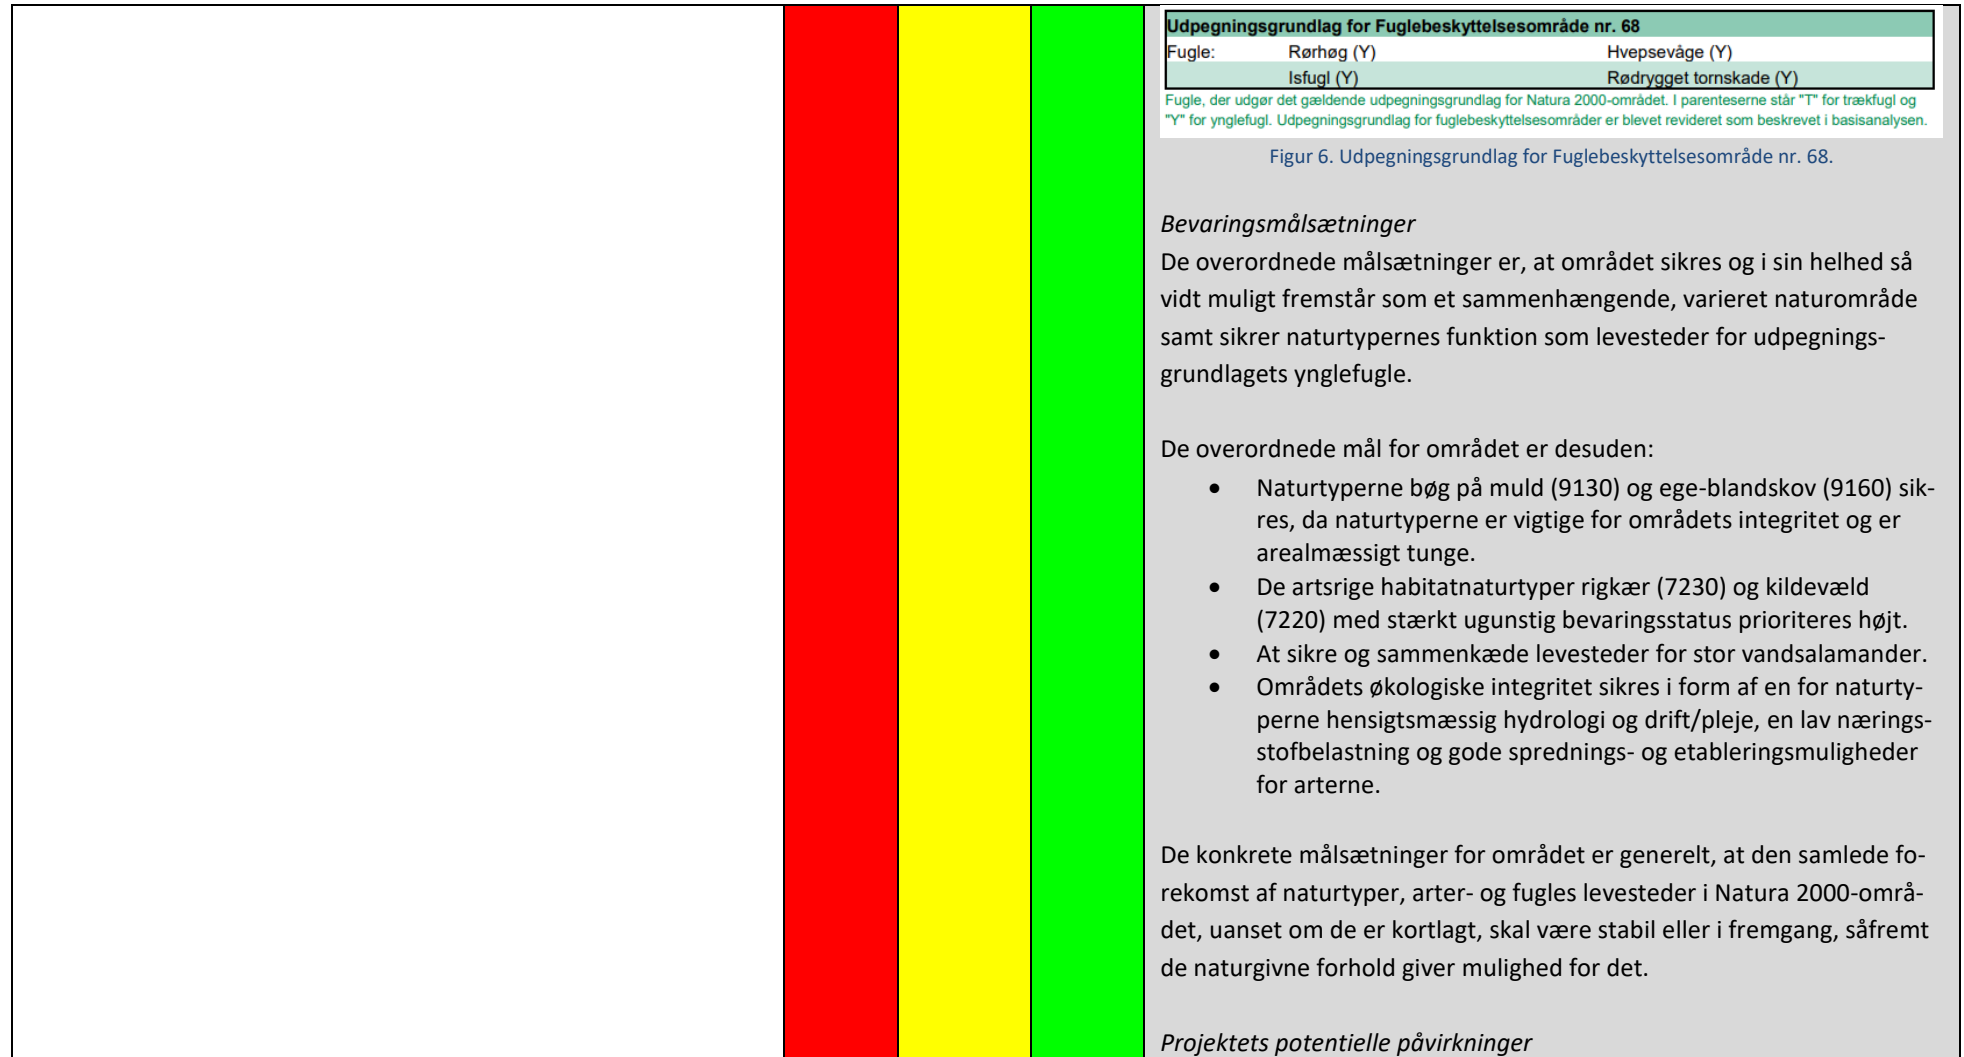 Udpegningsgrundlag for Fuglebeskyttelsesområde nr. 68
Fugle: Rørhøg (Y) Hvepsevåge (Y)
Isfugl (Y) Rødrygget tornskade (Y)
Fugle, der udgør det gældende udpegningsgrundlag for Natura 2000-området. I parenteserne står "T" for trækfugl og
"Y" for ynglefugl. Udpegningsgrundlag for fuglebeskyttelsesområder er blevet revideret som beskrevet i basisanalysen.
Figur 6. Udpegningsgrundlag for Fuglebeskyttelsesområde nr. 68.
Bevaringsmålsætninger
De overordnede målsætninger er, at området sikres og i sin helhed så
vidt muligt fremstår som et sammenhængende, varieret naturområde
samt sikrer naturtypernes funktion som levesteder for udpegnings-
grundlagets ynglefugle.
De overordnede mål for området er desuden:
• Naturtyperne bøg på muld (9130) og ege-blandskov (9160) sik-
res, da naturtyperne er vigtige for områdets integritet og er
arealmæssigt tunge.
• De artsrige habitatnaturtyper rigkær (7230) og kildevæld
(7220) med stærkt ugunstig bevaringsstatus prioriteres højt.
• At sikre og sammenkæde levesteder for stor vandsalamander.
• Områdets økologiske integritet sikres i form af en for naturty-
perne hensigtsmæssig hydrologi og drift/pleje, en lav nærings-
stofbelastning og gode sprednings- og etableringsmuligheder
for arterne.
De konkrete målsætninger for området er generelt, at den samlede fo-
rekomst af naturtyper, arter- og fugles levesteder i Natura 2000-områ-
det, uanset om de er kortlagt, skal være stabil eller i fremgang, såfremt
de naturgivne forhold giver mulighed for det.
Projektets potentielle påvirkninger